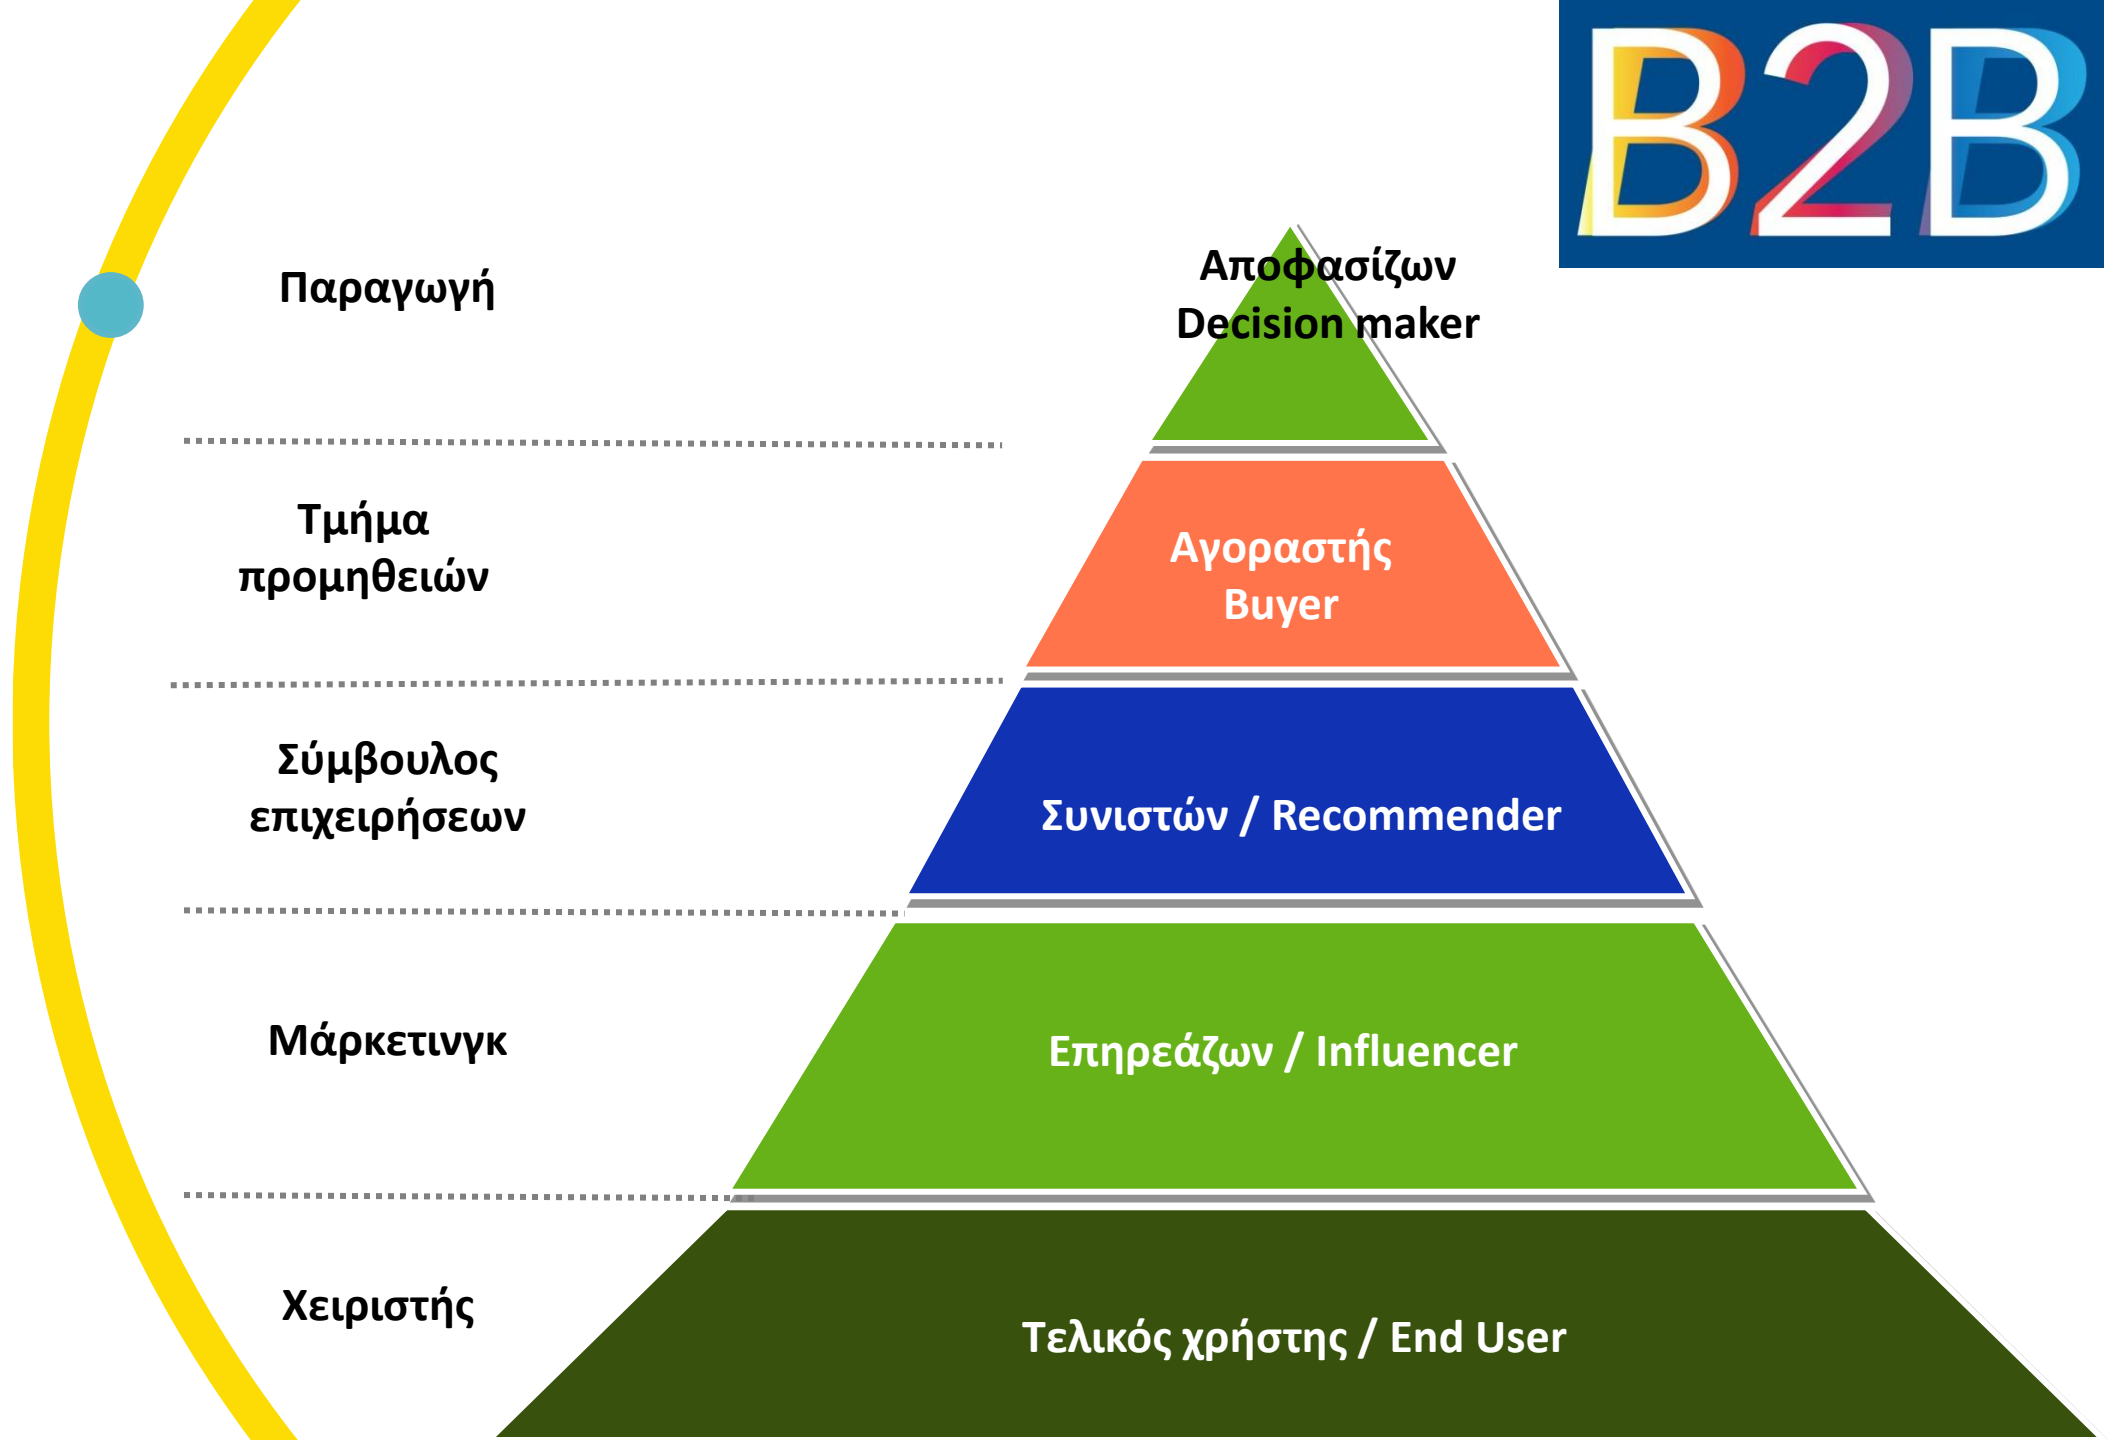 B2B
Παραγωγή
Αποφασίζων
Decision maker
Τμήμα
προμηθειών
Αγοραστής
Buyer
Σύμβουλος
επιχειρήσεων
Συνιστών / Recommender
Μάρκετινγκ
Επηρεάζων / Influencer
Χειριστής
Τελικός χρήστης / End User